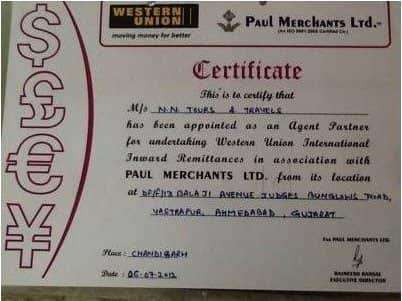 $
£
€
¥
WESTERN
UNION
moving money for better
PAUL MERCHANTS LTD.™
(An ISO 9001 2008 Certified Co.)
Certificate
This is to certify that
M/s N.N. TOURS & TRAVELS
has been appointed as an Agent Partner
for undertaking Western Union International
Inward Remittances in association with
PAUL MERCHANTS LTD. from its location
at BALAJI AVENUE JUDGES BUNGLOWS ROAD,
VASTRAPUR, AHMEDABAD, GUJARAT
Place : CHANDIGARH
Date : 06-07-2012
For PAUL MERCHANTS LTD.
RAJNEESH BANSAL
EXECUTIVE DIRECTOR